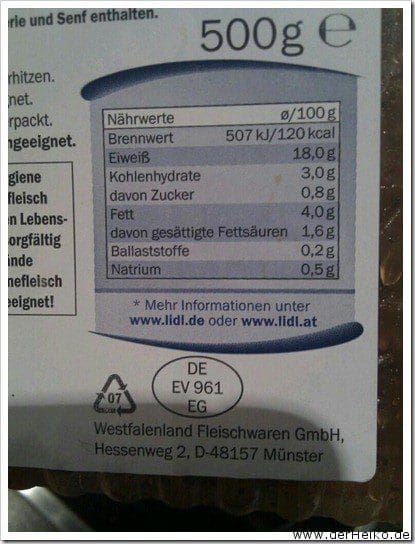 rie und Senf enthalten.
500g ℮
rhitzen.
net.
rpackt.
ngeeignet.
giene
fleisch
n Lebens-
orgfältig
ände
nefleisch
eeignet!
Nährwerte ø/100g
Brennwert 507 kJ/120 kcal
Eiweiß 18,0g
Kohlenhydrate 3,0g
davon Zucker 0,8g
Fett 4,0g
davon gesättigte Fettsäuren 1,6g
Ballaststoffe 0,2g
Natrium 0,5g
* Mehr Informationen unter
www.lidl.de oder www.lidl.at
07
DE
EV 961
EG
Westfalenland Fleischwaren GmbH,
Hessenweg 2, D-48157 Münster
www.derHeiko.de